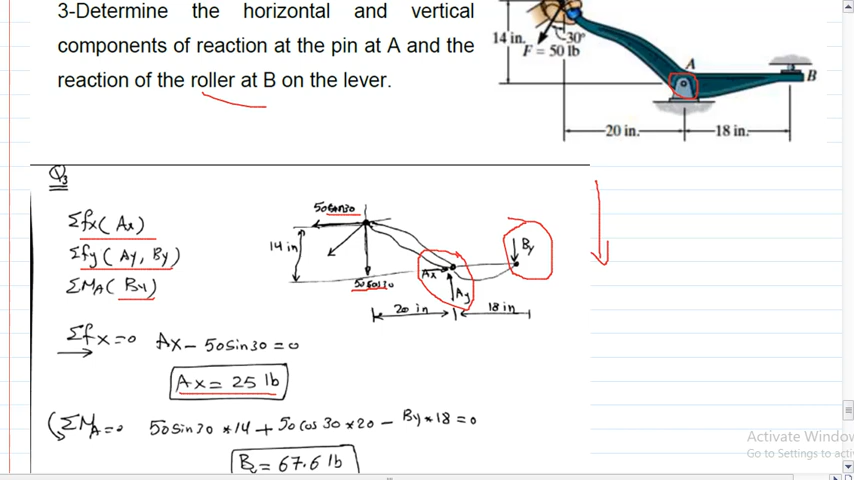 3-Determine the horizontal and vertical
components of reaction at the pin at A and the
reaction of the roller at B on the lever.
14 in.
30°
F = 50 lb
A
B
20 in.
18 in.
Q3
Σfx( Ax)
Σfy ( Ay, By)
ΣMA( By)
50sin30
14 in
By
Ax
50cos30
Ay
20 in
18 in
Σfx=0 Ax - 50sin30 = 0
Ax = 25 lb
ΣMA=0 50sin30 *14 + 50 cos 30 *20 - By*18 = 0
B = 67.6 lb
Activate Window
Go to Settings to activ